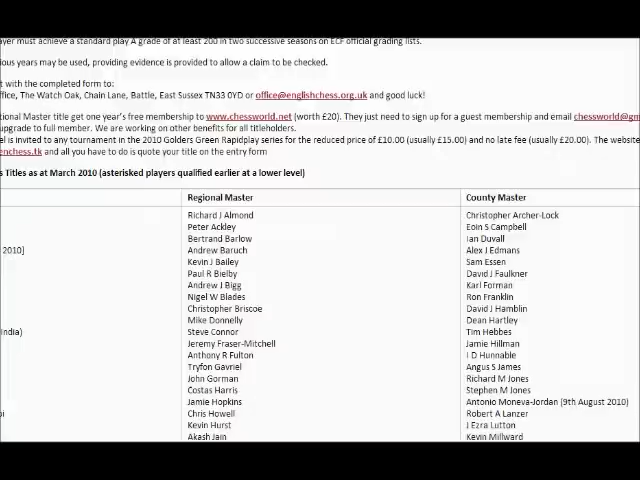 ayer must achieve a standard play A grade of at least 200 in two successive seasons on ECF official grading lists.
ious years may be used, providing evidence is provided to allow a claim to be checked.
t with the completed form to:
ffice, The Watch Oak, Chain Lane, Battle, East Sussex TN33 0YD or office@englishchess.org.uk and good luck!
tional Master title get one year's free membership to www.chessworld.net (worth £20). They just need to sign up for a guest membership and email chessworld@gm
upgrade to full member. We are working on other benefits for all titleholders.
el is invited to any tournament in the 2010 Golders Green Rapidplay series for the reduced price of £10.00 (usually £15.00) and no late fee (usually £20.00). The website
enchess.tk and all you have to do is quote your title on the entry form
s Titles as at March 2010 (asterisked players qualified earlier at a lower level)
Regional Master County Master
Richard J Almond Christopher Archer-Lock
Peter Ackley Eoin S Campbell
Bertrand Barlow Ian Duvall
2010] Andrew Baruch Alex J Edmans
Kevin J Bailey Sam Essen
Paul R Bielby David J Faulkner
Andrew J Bigg Karl Forman
Nigel W Blades Ron Franklin
Christopher Briscoe David J Hamblin
Mike Donnelly Dean Hartley
India) Steve Connor Tim Hebbes
Jeremy Fraser-Mitchell Jamie Hillman
Anthony R Fulton I D Hunnable
Tryfon Gavriel Angus S James
John Gorman Richard M Jones
Costas Harris Stephen M Jones
Jamie Hopkins Antonio Moneva-Jordan (9th August 2010)
Chris Howell Robert A Lanzer
Kevin Hurst J Ezra Lutton
Akash Jain Kevin Millward